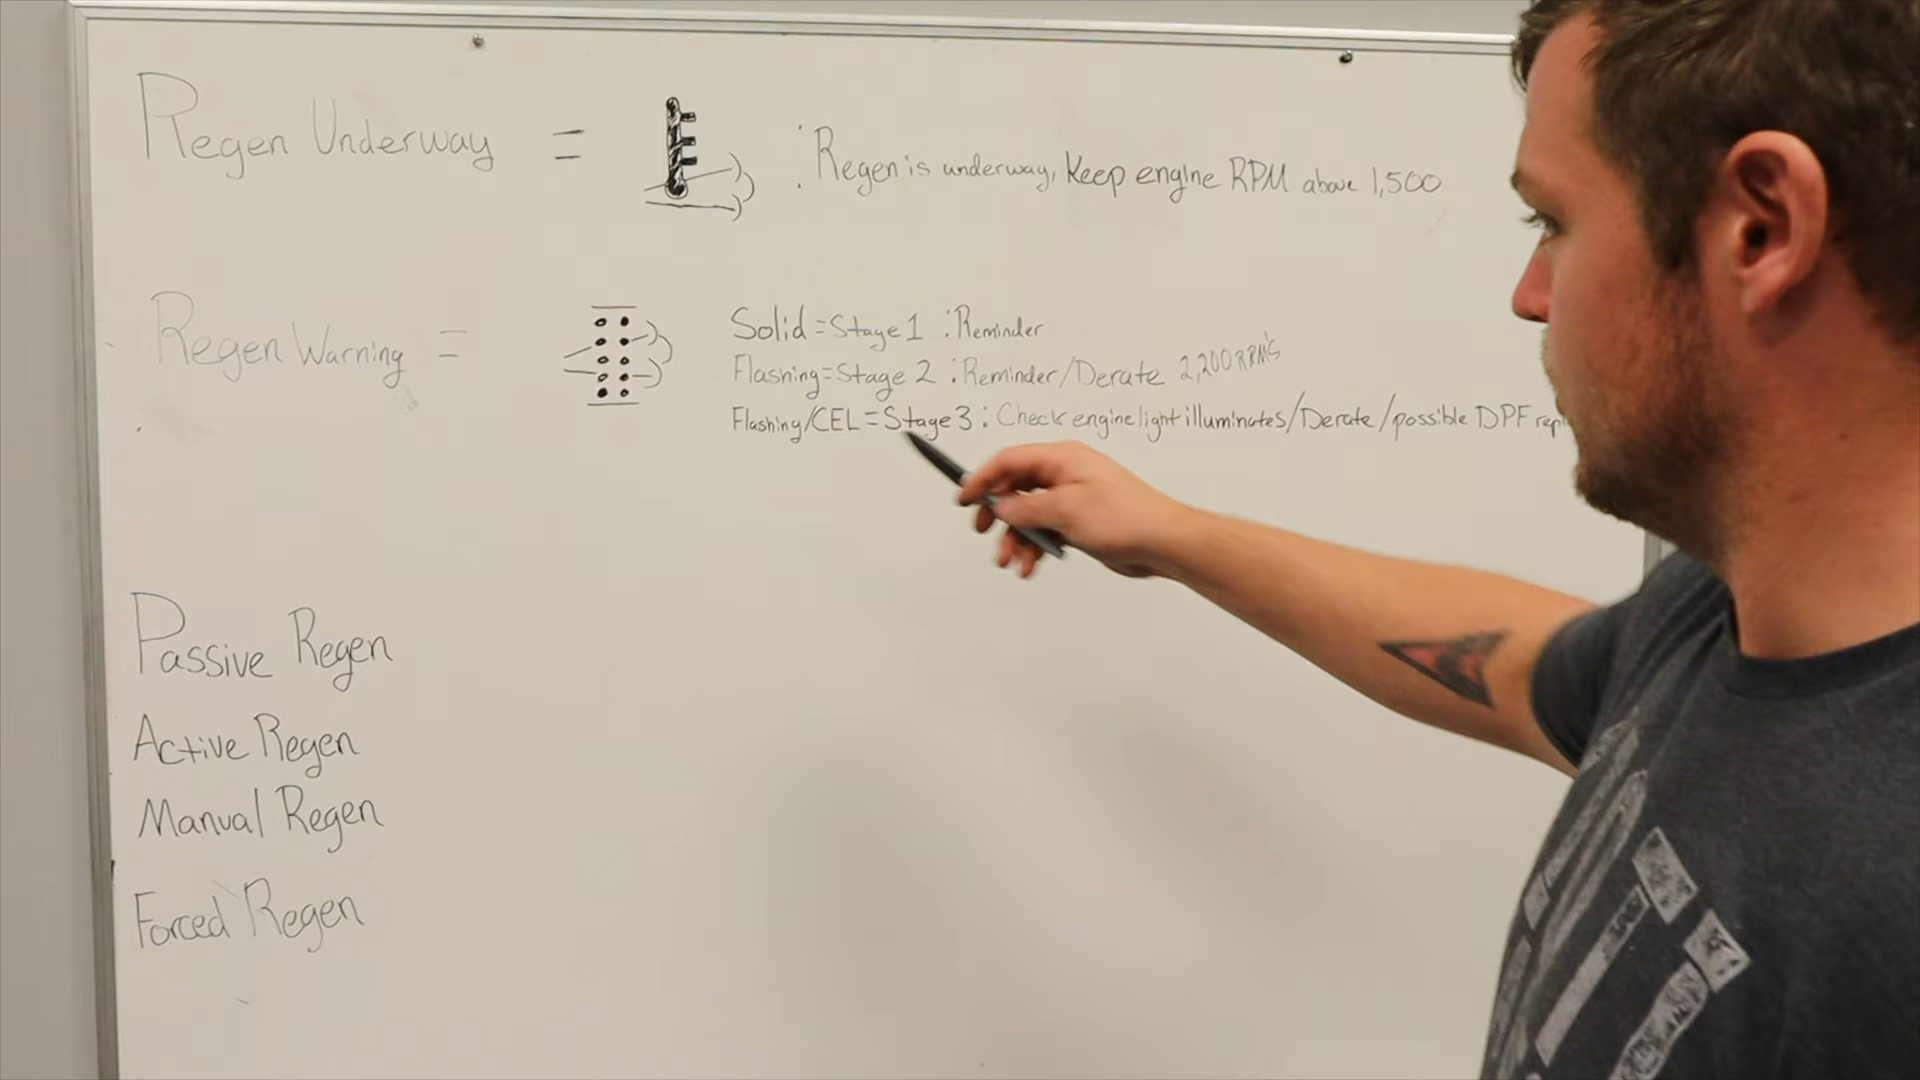 Regen Underway = : Regen is underway, Keep engine RPM above 1,500
Regen Warning =
Solid = Stage 1 : Reminder
Flashing = Stage 2 : Reminder/Derate 2,200 RPM'S
Flashing/CEL = Stage 3 : Check engine light illuminates/Derate/possible DPF
Passive Regen
Active Regen
Manual Regen
Forced Regen